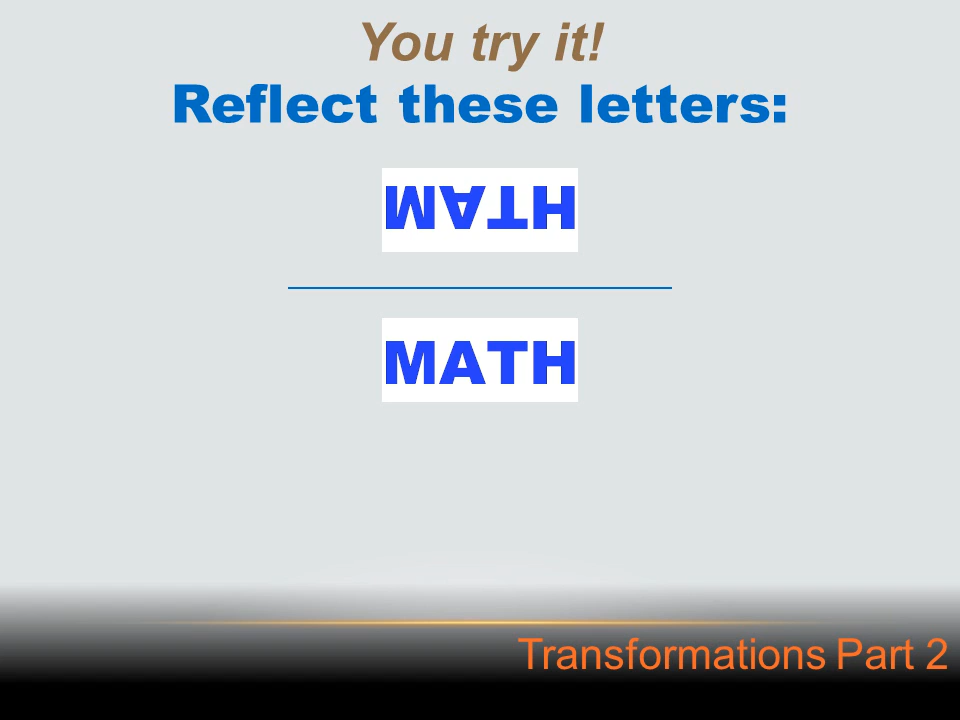 You try it!
Reflect these letters:
MATH
MATH
Transformations Part 2